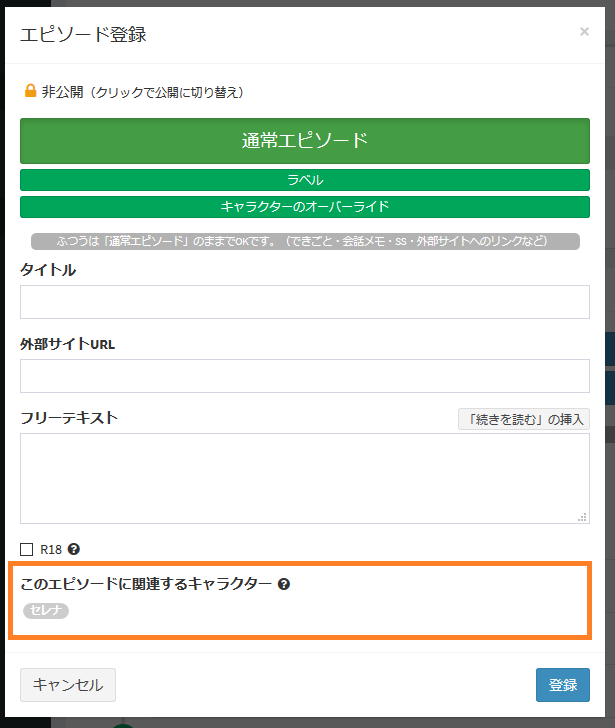 エピソード登録
×
非公開（クリックで公開に切り替え）
通常エピソード
ラベル
キャラクターのオーバーライド
ふつうは「通常エピソード」のままでOKです。（できごと・会話メモ・SS・外部サイトへのリンクなど）
タイトル
外部サイトURL
フリーテキスト
「続きを読む」の挿入
R18 ?
このエピソードに関連するキャラクター ?
セレナ
キャンセル
登録